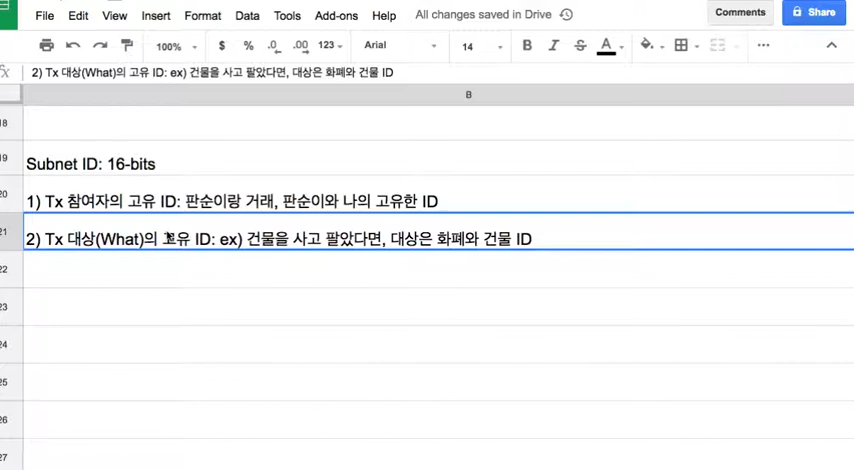 File Edit View Insert Format Data Tools Add-ons Help All changes saved in Drive Comments Share
100% $ % .0 .00 123 Arial 14 B I S A
fx 2) Tx 대상(What)의 고유 ID: ex) 건물을 사고 팔았다면, 대상은 화폐와 건물 ID
B
18
19 Subnet ID: 16-bits
20 1) Tx 참여자의 고유 ID: 판순이랑 거래, 판순이와 나의 고유한 ID
21 2) Tx 대상(What)의 고유 ID: ex) 건물을 사고 팔았다면, 대상은 화폐와 건물 ID
22
23
24
25
26
27